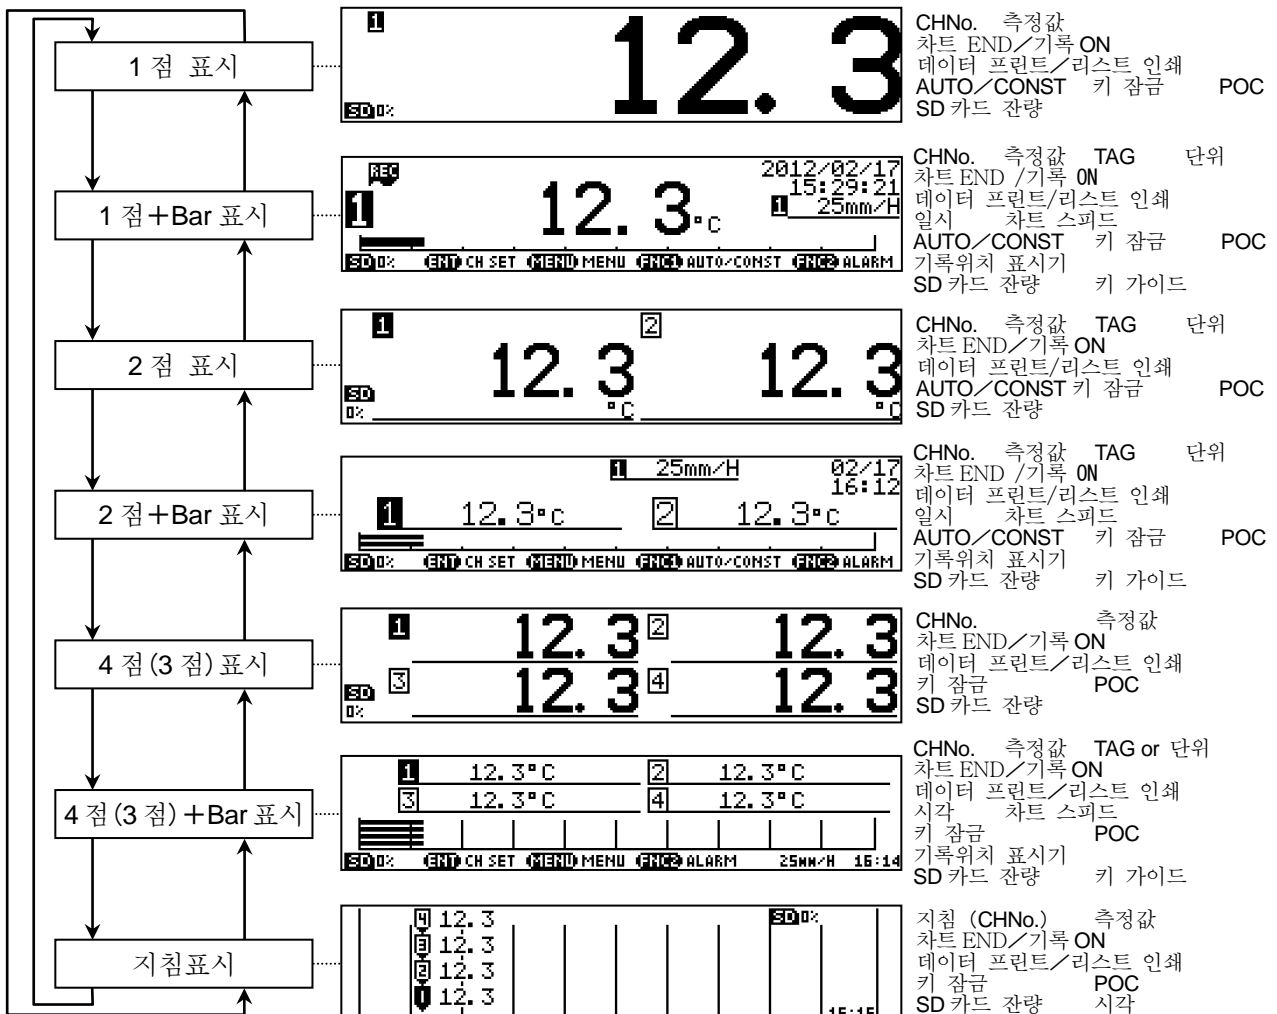 1 점 표시
1
12. 3
SD 0%
CHNo. 측정값
차트 END／기록 ON
데이터 프린트／리스트 인쇄
AUTO／CONST 키 잠금 POC
SD 카드 잔량
1 점＋Bar 표시
REC
1
12. 3 °C
2012/02/17
15:29:21
1 25mm/H
SD 0% ENT CH SET MENU MENU FNC1 AUTO/CONST FNC2 ALARM
CHNo. 측정값 TAG 단위
차트 END /기록 ON
데이터 프린트/리스트 인쇄
일시 차트 스피드
AUTO／CONST 키 잠금 POC
기록위치 표시기
SD 카드 잔량 키 가이드
2 점 표시
1 12. 3 °C
2 12. 3 °C
SD
0%
CHNo. 측정값 TAG 단위
차트 END／기록 ON
데이터 프린트/리스트 인쇄
AUTO／CONST 키 잠금 POC
SD 카드 잔량
2 점＋Bar 표시
1 25mm/H 02/17
16:12
1 12. 3°C 2 12. 3°C
SD 0% ENT CH SET MENU MENU FNC1 AUTO/CONST FNC2 ALARM
CHNo. 측정값 TAG 단위
차트 END /기록 ON
데이터 프린트/리스트 인쇄
일시 차트 스피드
AUTO／CONST 키 잠금 POC
기록위치 표시기
SD 카드 잔량 키 가이드
4 점(3 점) 표시
1 12. 3 2 12. 3
3 12. 3 4 12. 3
SD
0%
CHNo. 측정값
차트 END／기록 ON
데이터 프린트／리스트 인쇄
키 잠금 POC
SD 카드 잔량
4 점(3 점)＋Bar 표시
1 12. 3°C 2 12. 3°C
3 12. 3°C 4 12. 3°C
SD 0% ENT CH SET MENU MENU FNC2 ALARM 25mm/H 16:14
CHNo. 측정값 TAG or 단위
차트 END／기록 ON
데이터 프린트／리스트 인쇄
시각 차트 스피드
키 잠금 POC
기록위치 표시기
SD 카드 잔량 키 가이드
지침표시
4 12. 3
3 12. 3
2 12. 3
1 12. 3
SD 0%
지침 (CHNo.) 측정값
차트 END／기록 ON
데이터 프린트／리스트 인쇄
키 잠금 POC
SD 카드 잔량 시각